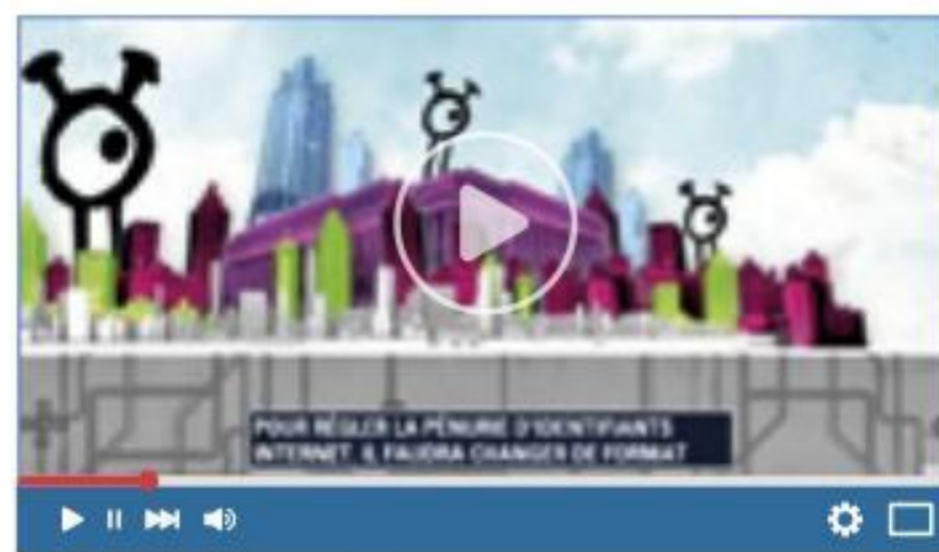 POUR RÉGLER LA PÉNURIE D'IDENTIFIANTS
INTERNET, IL FAUDRA CHANGER DE FORMAT